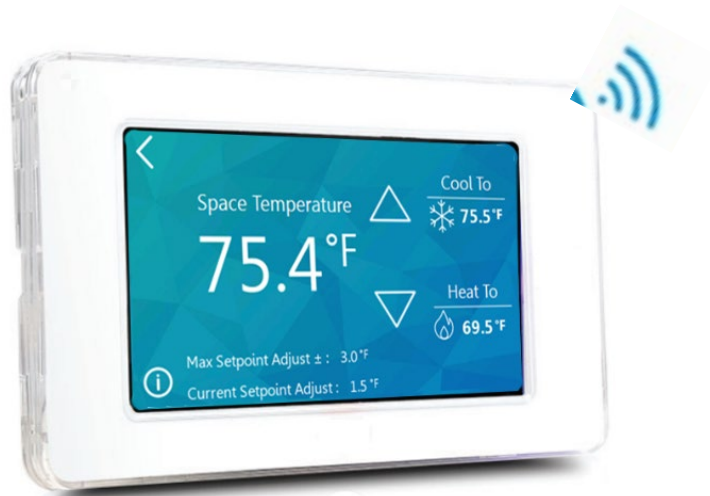 Space Temperature
75.4°F
Cool To
75.5°F
Heat To
69.5°F
Max Setpoint Adjust ± : 3.0°F
Current Setpoint Adjust : 1.5°F